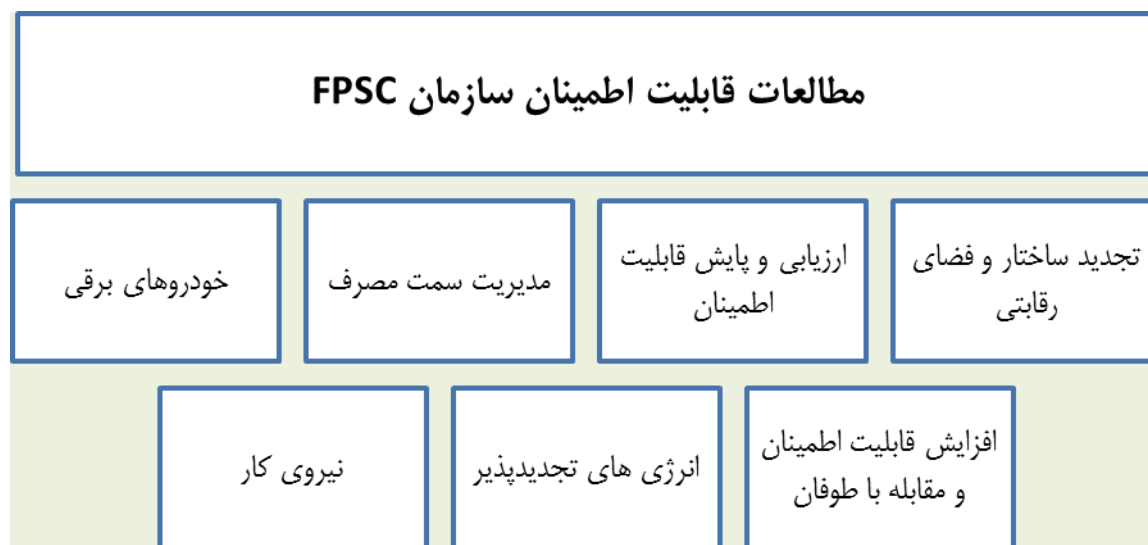 مطالعات قابلیت اطمینان سازمان FPSC
تجدید ساختار و فضای
رقابتی
ارزیابی و پایش قابلیت
اطمینان
مدیریت سمت مصرف
خودروهای برقی
افزایش قابلیت اطمینان
و مقابله با طوفان
انرژی های تجدیدپذیر
نیروی کار